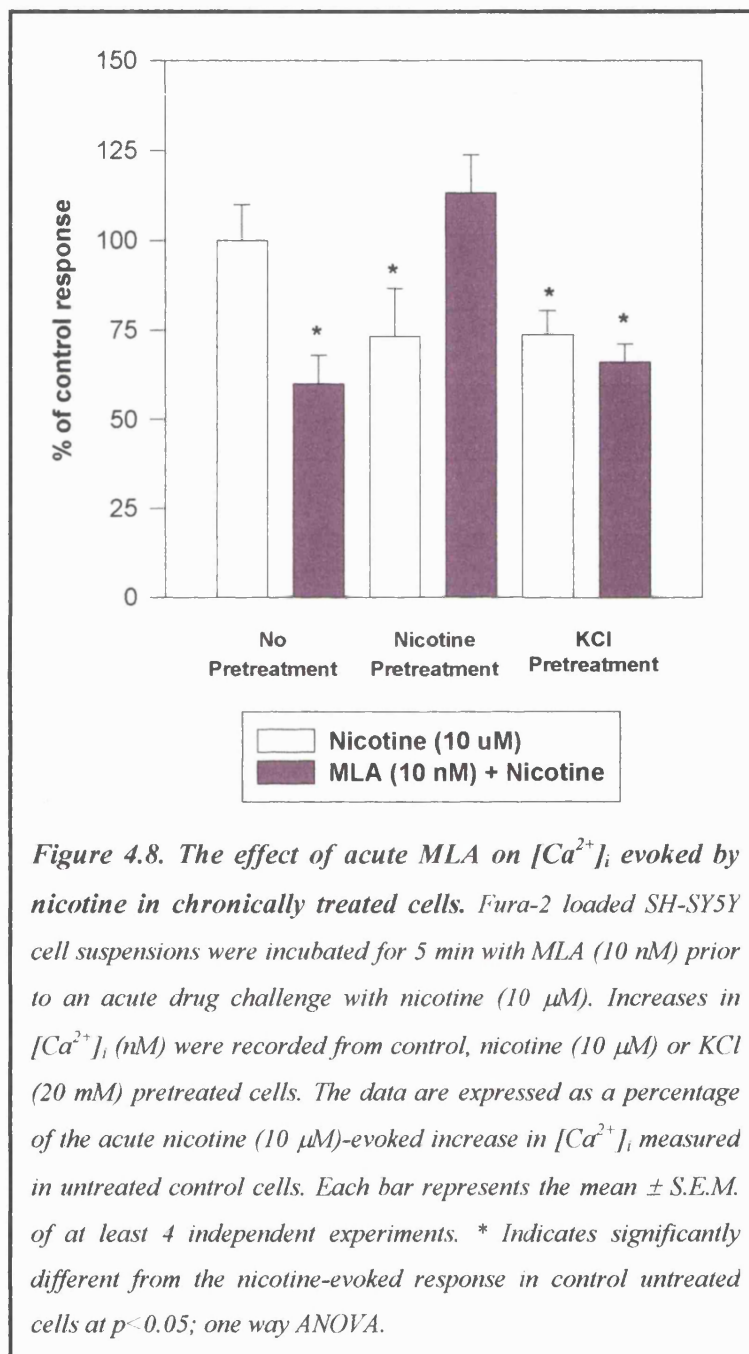 150
125
100
75
50
25
0
% of control response
*
*
*
*
No
Pretreatment
Nicotine
Pretreatment
KCl
Pretreatment
Nicotine (10 uM)
MLA (10 nM) + Nicotine
Figure 4.8. The effect of acute MLA on [Ca²⁺]ᵢ evoked by
nicotine in chronically treated cells. Fura-2 loaded SH-SY5Y
cell suspensions were incubated for 5 min with MLA (10 nM) prior
to an acute drug challenge with nicotine (10 μM). Increases in
[Ca²⁺]ᵢ (nM) were recorded from control, nicotine (10 μM) or KCl
(20 mM) pretreated cells. The data are expressed as a percentage
of the acute nicotine (10 μM)-evoked increase in [Ca²⁺]ᵢ measured
in untreated control cells. Each bar represents the mean ± S.E.M.
of at least 4 independent experiments. * Indicates significantly
different from the nicotine-evoked response in control untreated
cells at p<0.05; one way ANOVA.